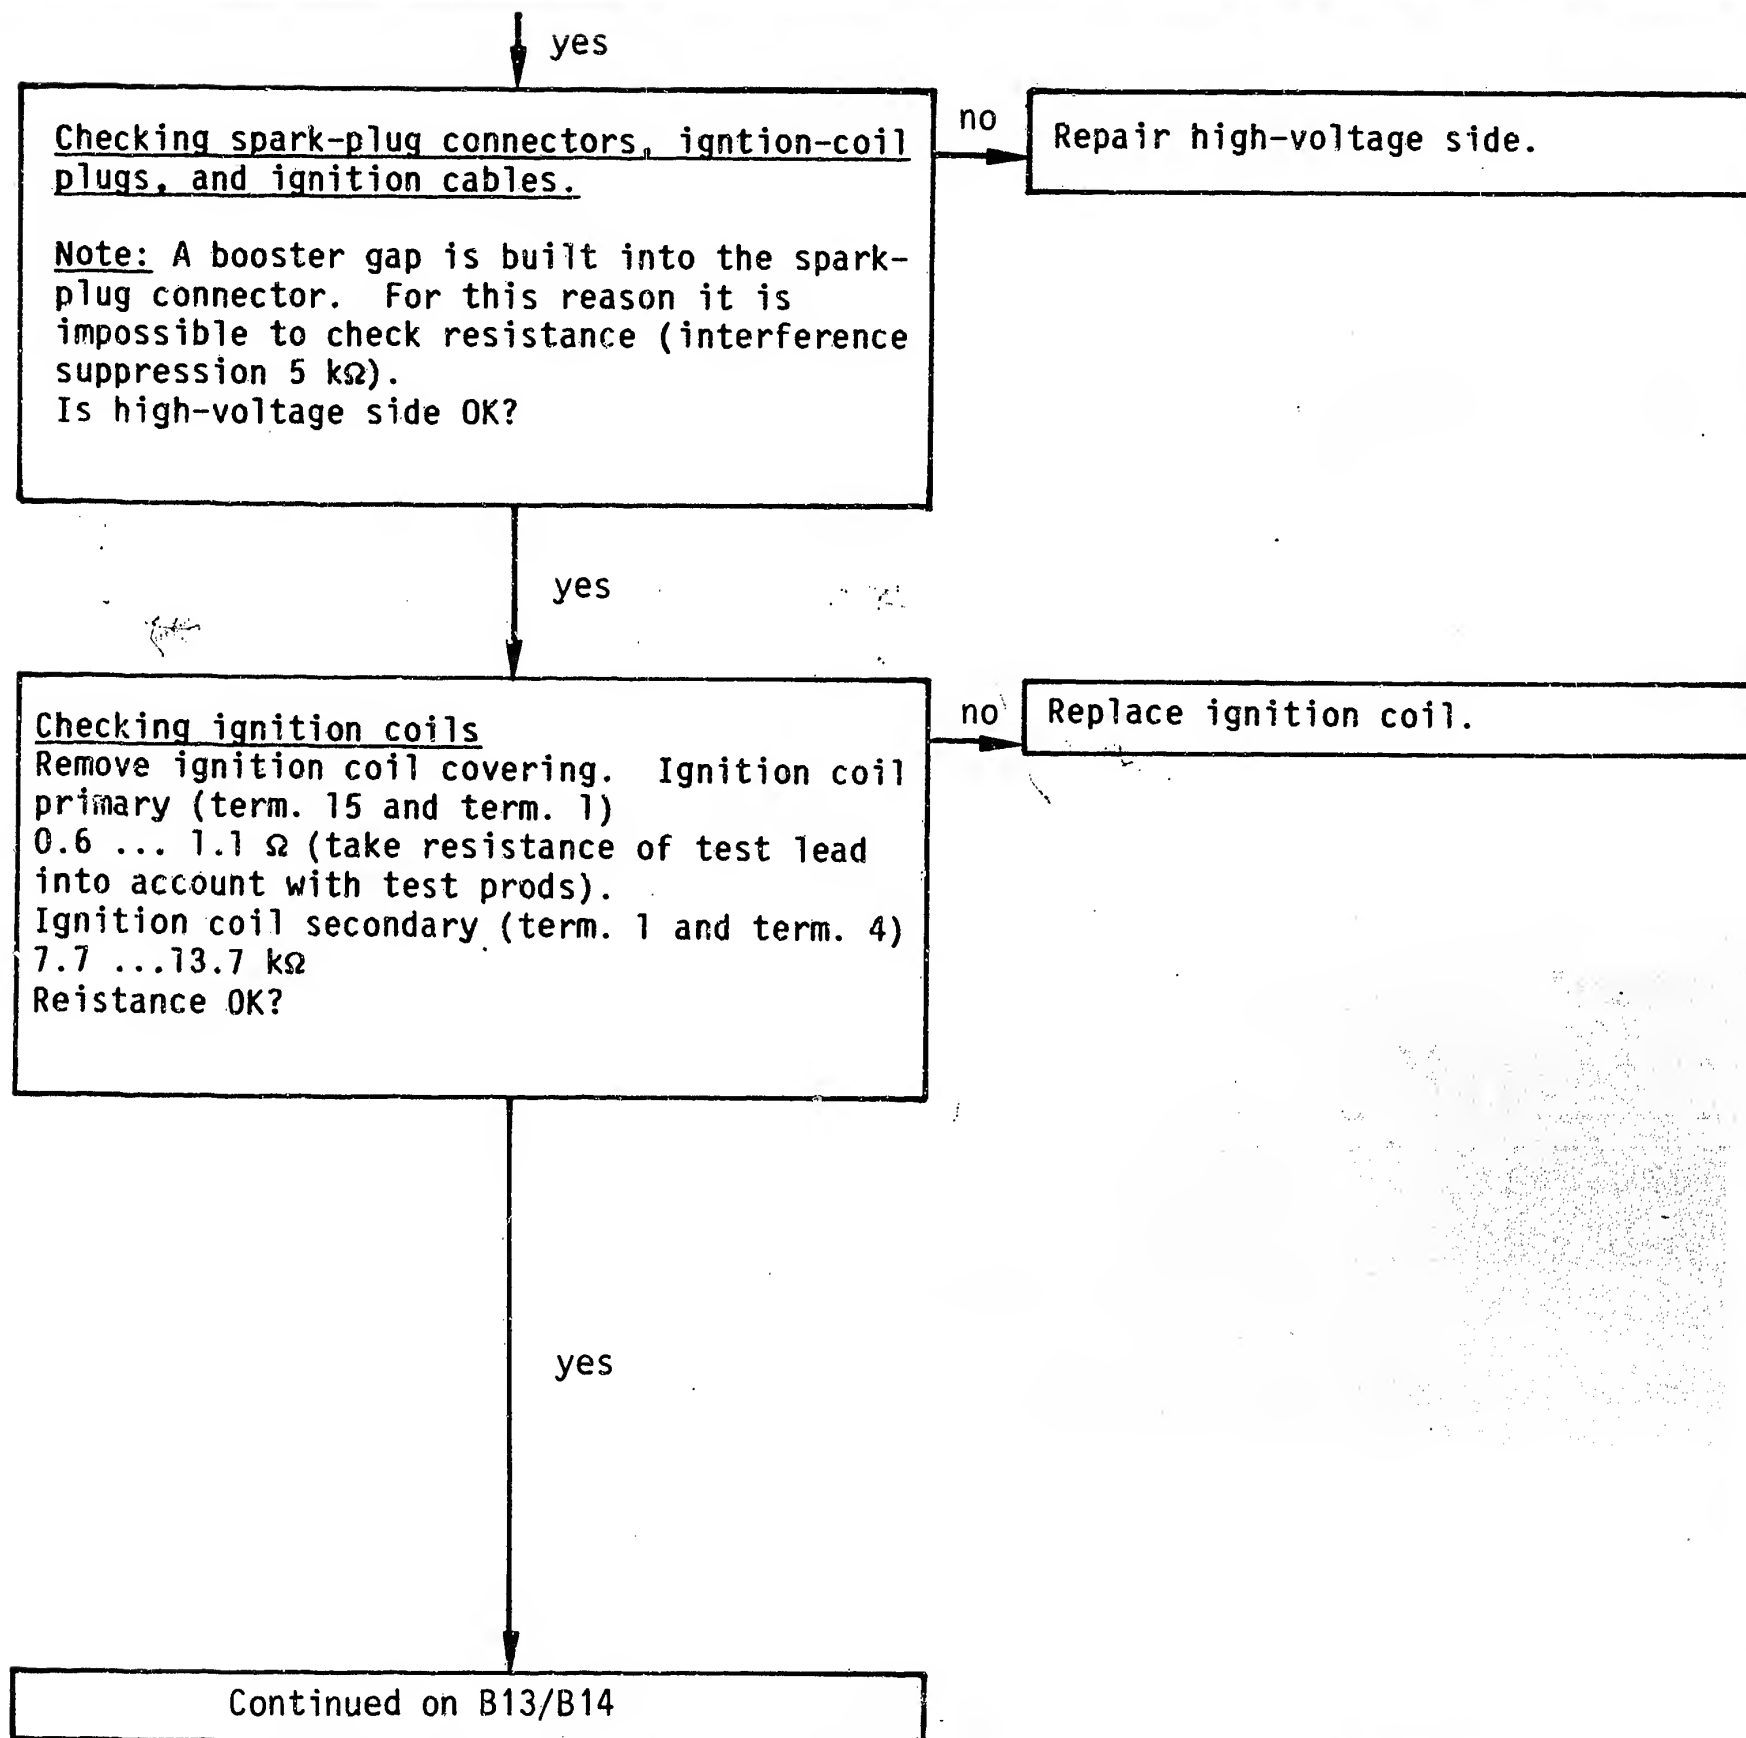 yes
Checking spark-plug connectors, igntion-coil
plugs, and ignition cables.
no
Repair high-voltage side.
Note: A booster gap is built into the spark-
plug connector. For this reason it is
impossible to check resistance (interference
suppression 5 kΩ).
Is high-voltage side OK?
yes
Checking ignition coils
Remove ignition coil covering. Ignition coil
primary (term. 15 and term. 1)
0.6 ... 1.1 Ω (take resistance of test lead
into account with test prods).
Ignition coil secondary (term. 1 and term. 4)
7.7 ...13.7 kΩ
Reistance OK?
no
Replace ignition coil.
yes
Continued on B13/B14